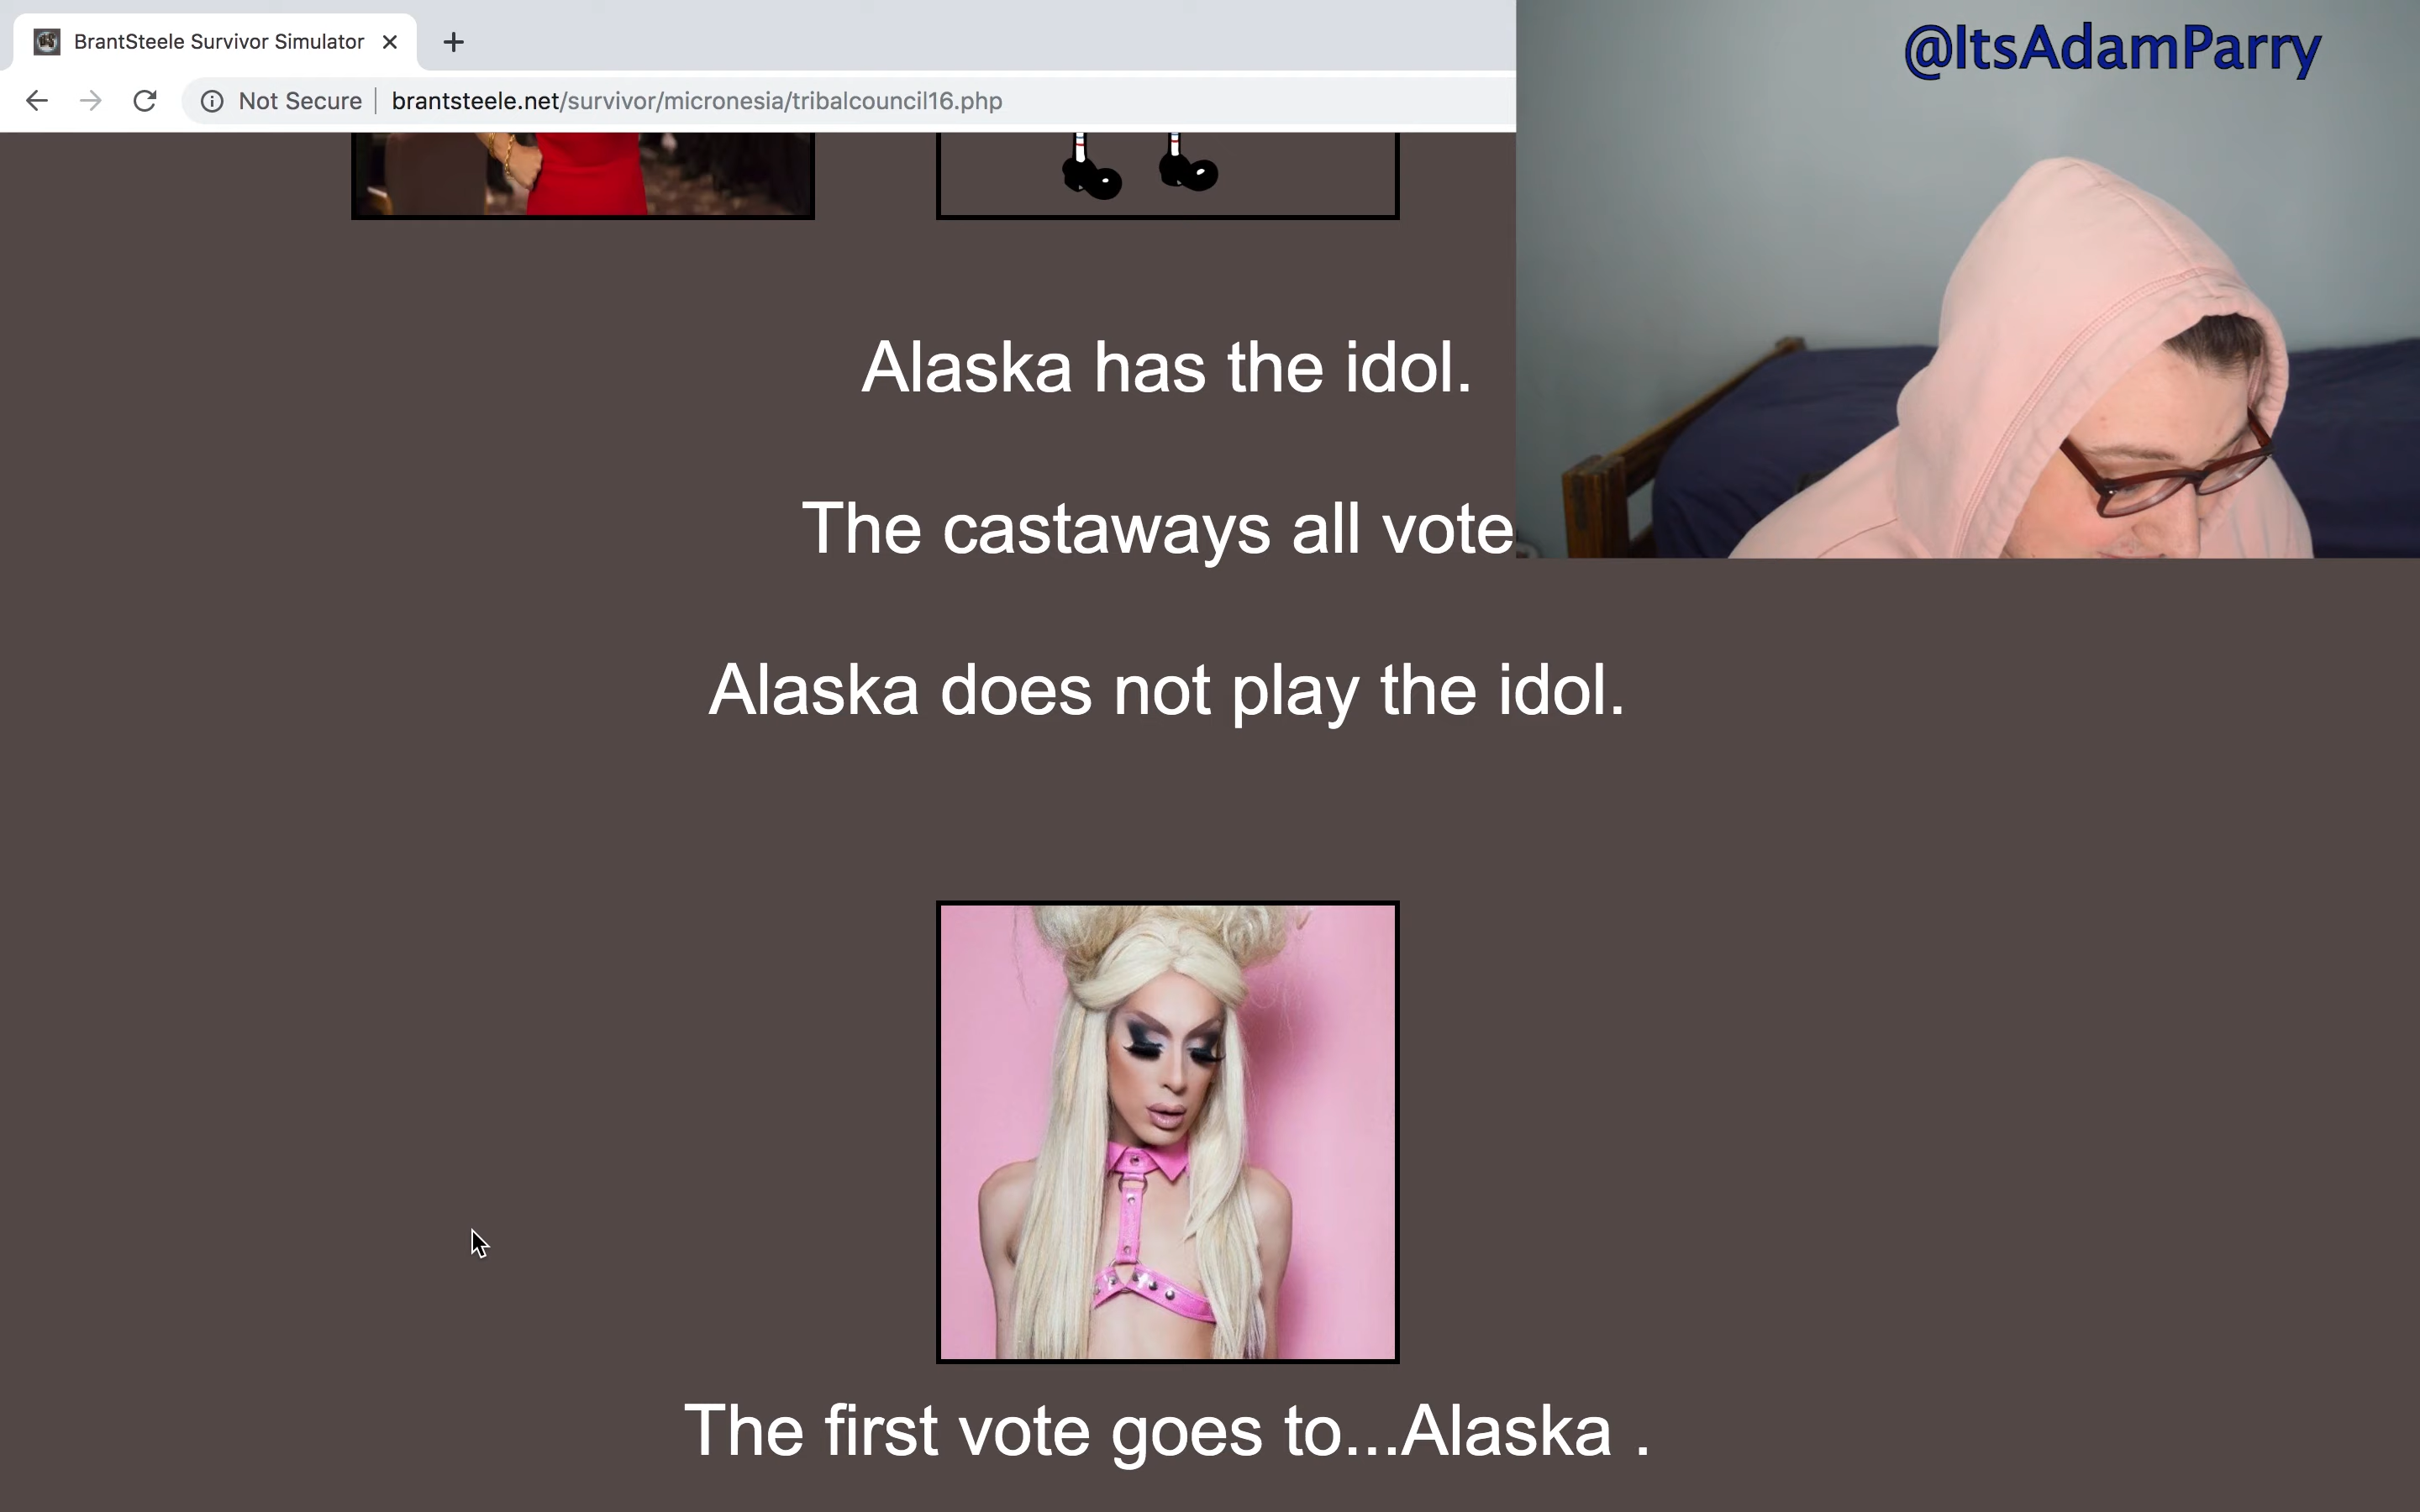 BrantSteele Survivor Simulator
@ItsAdamParry
Not Secure
brantsteele.net/survivor/micronesia/tribalcouncil16.php
Alaska has the idol.
The castaways all vote
Alaska does not play the idol.
The first vote goes to...Alaska .